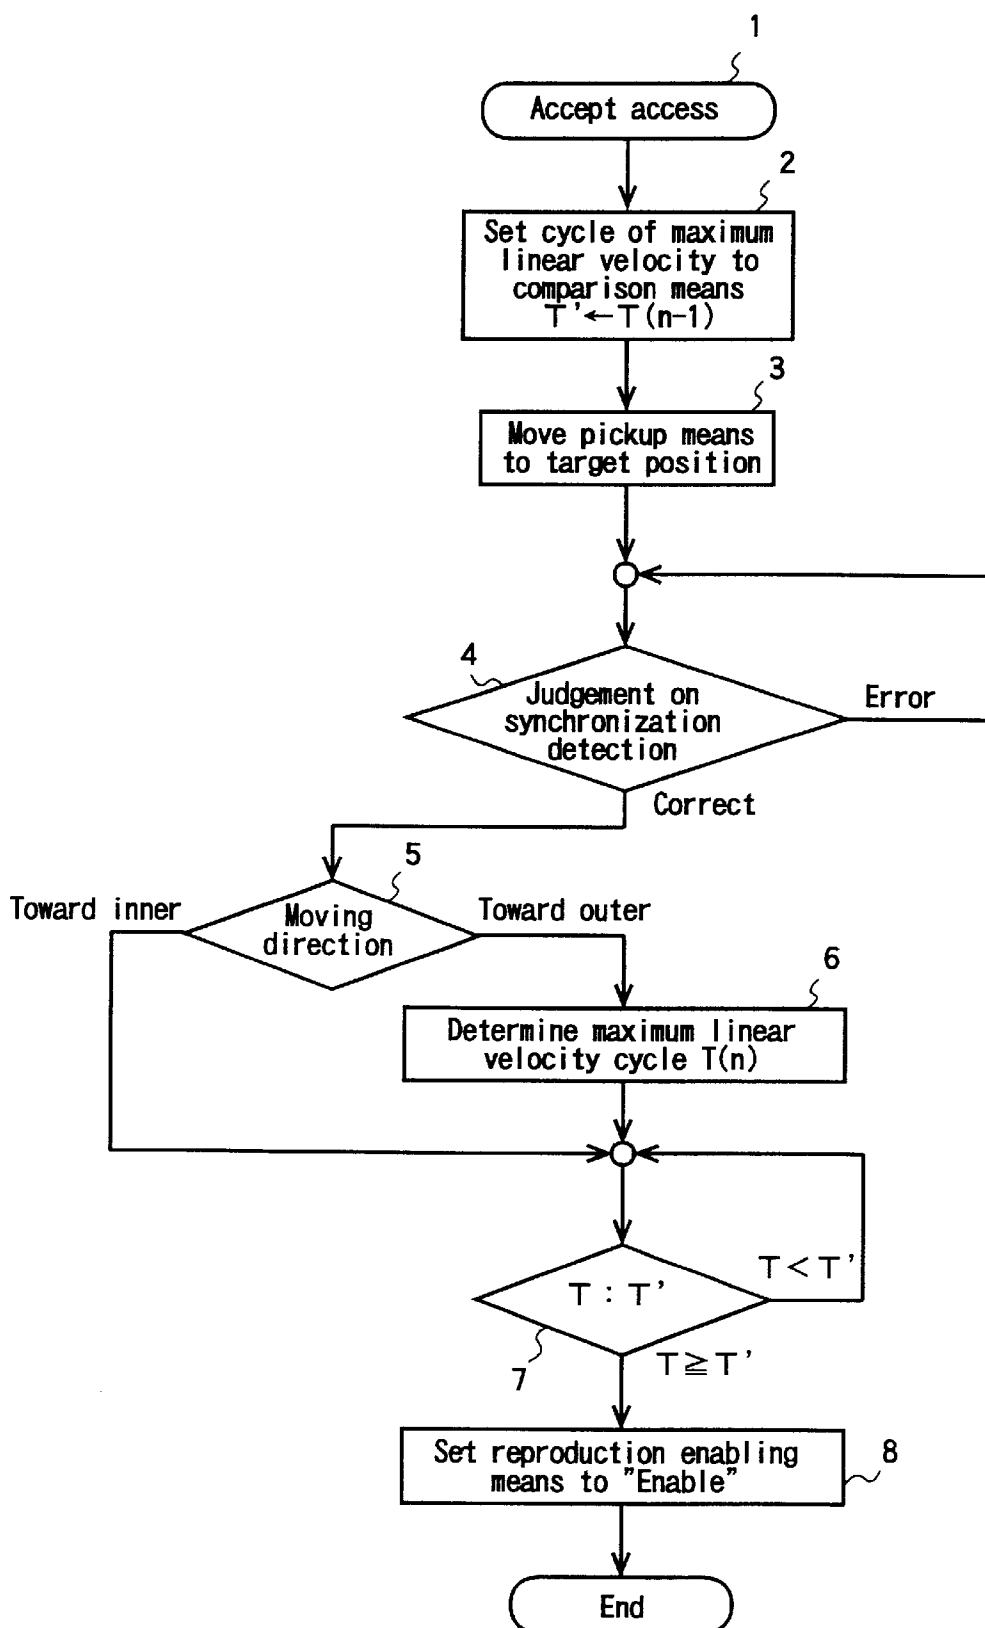 1
Accept access
2
Set cycle of maximum
linear velocity to
comparison means
T'←T(n-1)
3
Move pickup means
to target position
4
Judgement on
synchronization
detection
Error
Correct
5
Toward inner
Moving
direction
Toward outer
6
Determine maximum linear
velocity cycle T(n)
T<T'
T : T'
7
T≧T'
Set reproduction enabling
means to "Enable"
8
End